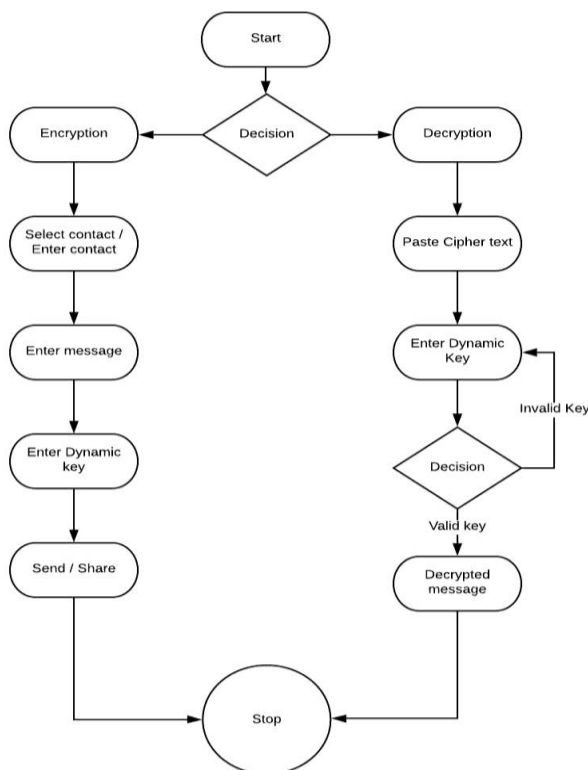 Start
Encryption
Decision
Decryption
Select contact /
Enter contact
Paste Cipher text
Enter message
Enter Dynamic
Key
Invalid Key
Enter Dynamic
key
Decision
Valid key
Send / Share
Decrypted
message
Stop